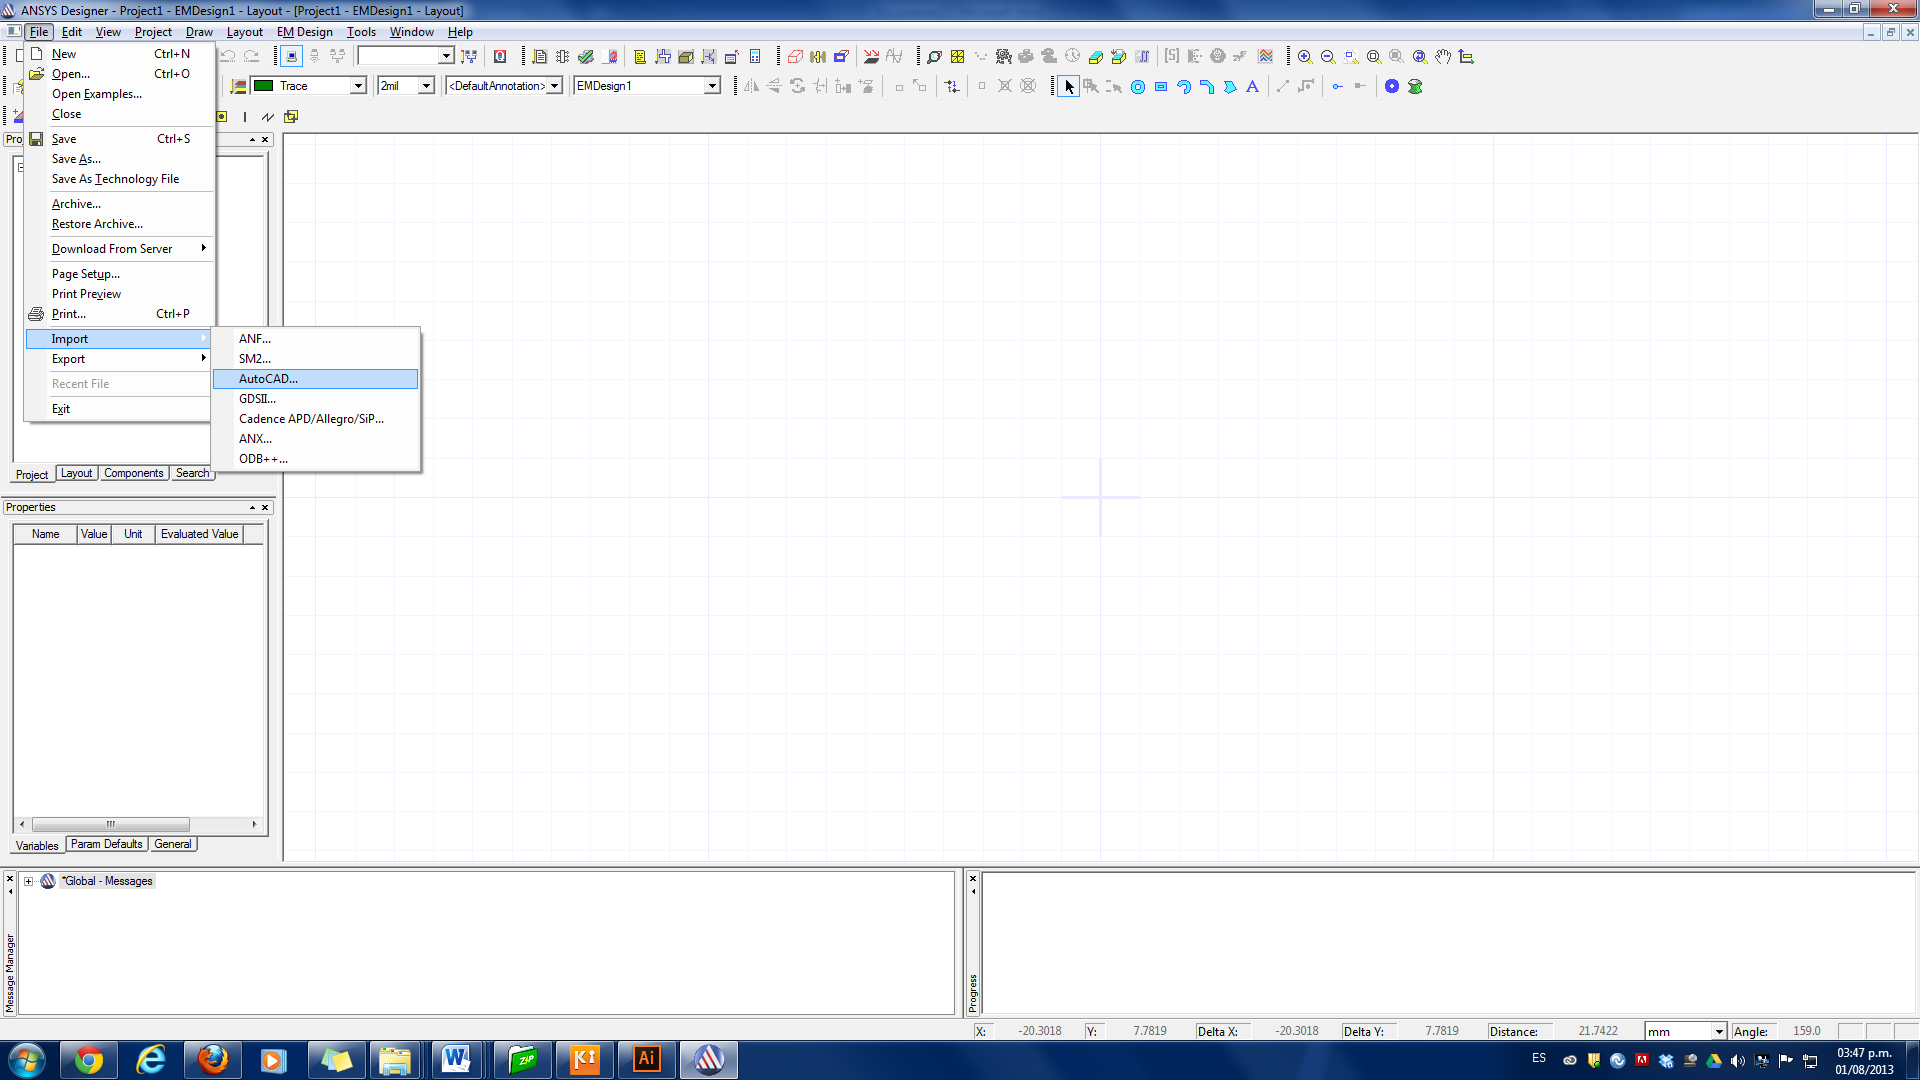 ANSYS Designer - Project1 - EMDesign1 - Layout - [Project1 - EMDesign1 - Layout]
File Edit View Project Draw Layout EM Design Tools Window Help
New Ctrl+N
Open... Ctrl+O
Open Examples...
Close
Save Ctrl+S
Save As...
Save As Technology File
Archive...
Restore Archive...
Download From Server
Page Setup...
Print Preview
Print... Ctrl+P
Import
Export
Recent File
Exit
ANF...
SM2...
AutoCAD...
GDSII...
Cadence APD/Allegro/SiP...
ANX...
ODB++...
Trace 2mil <DefaultAnnotation> EMDesign1
Project Layout Components Search
Properties
Name Value Unit Evaluated Value
Variables Param Defaults General
*Global - Messages
Message Manager
Progress
X: -20.3018 Y: 7.7819 Delta X: -20.3018 Delta Y: 7.7819 Distance: 21.7422 mm Angle: 159.0
ZIP Ai
ES
03:47 p.m.
01/08/2013